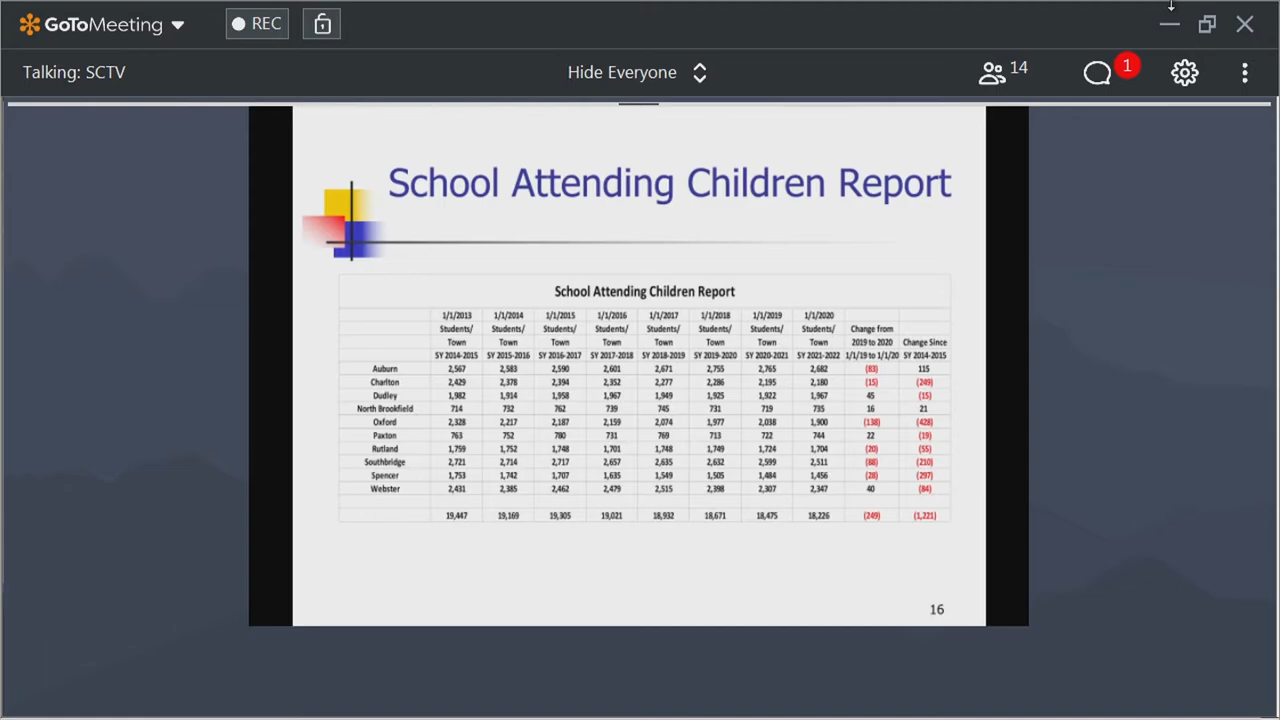 GoToMeeting
REC
Talking: SCTV
Hide Everyone
14
1
School Attending Children Report
School Attending Children Report
1/1/2013 1/1/2014 1/1/2015 1/1/2016 1/1/2017 1/1/2018 1/1/2019 1/1/2020
Students/ Students/ Students/ Students/ Students/ Students/ Students/ Students/ Change from
Town Town Town Town Town Town Town Town 2019 to 2020 Change Since
SY 2014-2015 SY 2015-2016 SY 2016-2017 SY 2017-2018 SY 2018-2019 SY 2019-2020 SY 2020-2021 SY 2021-2022 1/1/19 to 1/1/20 SY 2014-2015
Auburn 2,567 2,583 2,590 2,601 2,671 2,755 2,765 2,682 (83) 115
Charlton 2,429 2,378 2,394 2,352 2,277 2,286 2,195 2,180 (15) (249)
Dudley 1,982 1,914 1,958 1,967 1,949 1,925 1,922 1,967 45 (15)
North Brookfield 714 732 762 739 745 731 719 735 16 21
Oxford 2,328 2,217 2,187 2,159 2,074 1,977 2,038 1,900 (138) (428)
Paxton 763 752 780 731 769 713 722 744 22 (19)
Rutland 1,759 1,752 1,748 1,701 1,748 1,749 1,724 1,704 (20) (55)
Southbridge 2,721 2,714 2,717 2,657 2,635 2,632 2,599 2,511 (88) (210)
Spencer 1,753 1,742 1,707 1,635 1,549 1,505 1,484 1,456 (28) (297)
Webster 2,431 2,385 2,462 2,479 2,515 2,398 2,307 2,347 40 (84)
19,447 19,169 19,305 19,021 18,932 18,671 18,475 18,226 (249) (1,221)
16